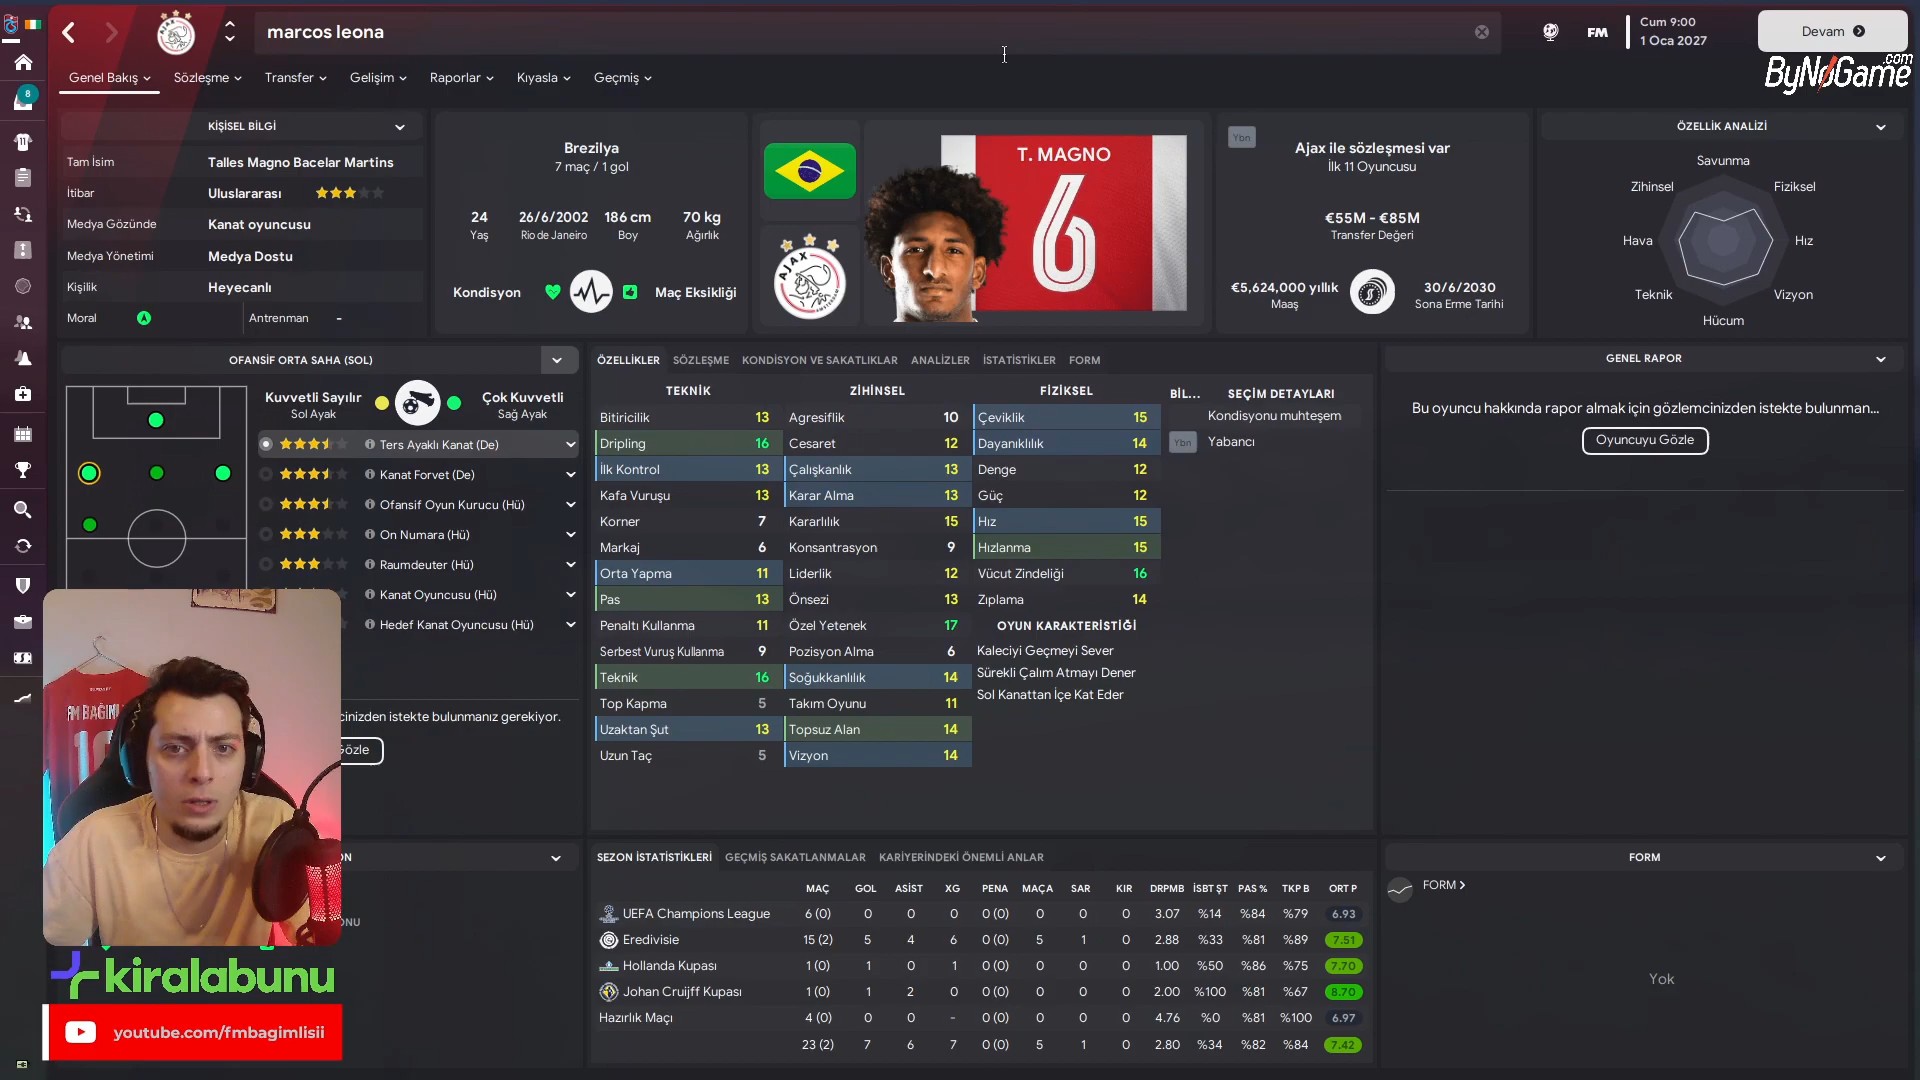 marcos leona
FM
Cum 9:00
1 Oca 2027
Devam
ByNoGame.com
8
11
Genel Bakış
Sözleşme
Transfer
Gelişim
Raporlar
Kıyasla
Geçmiş
KİŞİSEL BİLGİ
Tam İsim Talles Magno Bacelar Martins
İtibar Uluslararası
Medya Gözünde Kanat oyuncusu
Medya Yönetimi Medya Dostu
Kişilik Heyecanlı
Moral
Antrenman -
Brezilya
7 maç / 1 gol
24 26/6/2002 186 cm 70 kg
Yaş Rio de Janeiro Boy Ağırlık
Kondisyon
Maç Eksikliği
AJAX
T. MAGNO
6
Ybn
Ajax ile sözleşmesi var
İlk 11 Oyuncusu
€55M - €85M
Transfer Değeri
€5,624,000 yıllık
Maaş
30/6/2030
Sona Erme Tarihi
ÖZELLİK ANALİZİ
Savunma
Zihinsel Fiziksel
Hava Hız
Teknik Vizyon
Hücum
OFANSİF ORTA SAHA (SOL)
Kuvvetli Sayılır
Sol Ayak
Çok Kuvvetli
Sağ Ayak
Ters Ayaklı Kanat (De)
Kanat Forvet (De)
Ofansif Oyun Kurucu (Hü)
On Numara (Hü)
Raumdeuter (Hü)
Kanat Oyuncusu (Hü)
Hedef Kanat Oyuncusu (Hü)
cinizden istekte bulunmanız gerekiyor.
Gözle
ÖZELLİKLER SÖZLEŞME KONDİSYON VE SAKATLIKLAR ANALİZLER İSTATİSTİKLER FORM
TEKNİK
Bitiricilik 13
Dripling 16
İlk Kontrol 13
Kafa Vuruşu 13
Korner 7
Markaj 6
Orta Yapma 11
Pas 13
Penaltı Kullanma 11
Serbest Vuruş Kullanma 9
Teknik 16
Top Kapma 5
Uzaktan Şut 13
Uzun Taç 5
ZİHİNSEL
Agresiflik 10
Cesaret 12
Çalışkanlık 13
Karar Alma 13
Kararlılık 15
Konsantrasyon 9
Liderlik 12
Önsezi 13
Özel Yetenek 17
Pozisyon Alma 6
Soğukkanlılık 14
Takım Oyunu 11
Topsuz Alan 14
Vizyon 14
FİZİKSEL
Çeviklik 15
Dayanıklılık 14
Denge 12
Güç 12
Hız 15
Hızlanma 15
Vücut Zindeliği 16
Zıplama 14
OYUN KARAKTERİSTİĞİ
Kaleciyi Geçmeyi Sever
Sürekli Çalım Atmayı Dener
Sol Kanattan İçe Kat Eder
BİL... SEÇİM DETAYLARI
Kondisyonu muhteşem
Ybn Yabancı
GENEL RAPOR
Bu oyuncu hakkında rapor almak için gözlemcinizden istekte bulunman...
Oyuncuyu Gözle
FM BAĞIM
ON
ONU
kiralabunu
youtube.com/fmbagimlisii
SEZON İSTATİSTİKLERİ GEÇMİŞ SAKATLANMALAR KARİYERİNDEKİ ÖNEMLİ ANLAR
MAÇ GOL ASİST XG PENA MAÇA SAR KIR DRPMB İSBT ŞT PAS % TKP B ORT P
UEFA Champions League 6 (0) 0 0 0 0 (0) 0 0 0 3.07 %14 %84 %79 6.93
Eredivisie 15 (2) 5 4 6 0 (0) 5 1 0 2.88 %33 %81 %89 7.51
Hollanda Kupası 1 (0) 1 0 1 0 (0) 0 0 0 1.00 %50 %86 %75 7.70
Johan Cruijff Kupası 1 (0) 1 2 0 0 (0) 0 0 0 2.00 %100 %81 %67 8.70
Hazırlık Maçı 4 (0) 0 0 - 0 (0) 0 0 0 4.76 %0 %81 %100 6.97
23 (2) 7 6 7 0 (0) 5 1 0 2.80 %34 %82 %84 7.42
FORM
FORM
Yok